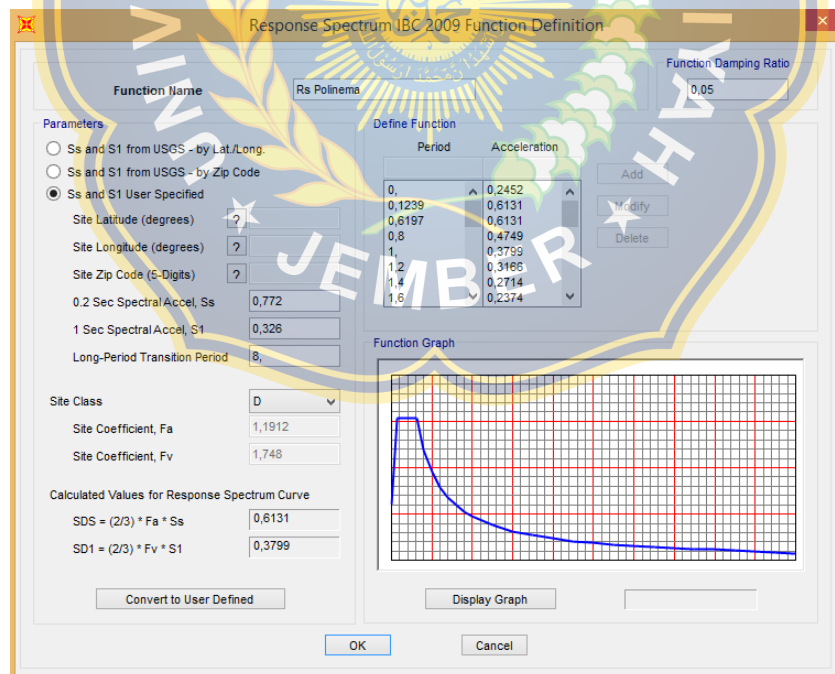 Response Spectrum IBC 2009 Function Definition
Function Damping Ratio
Function Name
Rs Polinema
0,05
Parameters
Ss and S1 from USGS - by Lat./Long.
Ss and S1 from USGS - by Zip Code
Ss and S1 User Specified
Site Latitude (degrees) ?
Site Longitude (degrees) ?
Site Zip Code (5-Digits) ?
0.2 Sec Spectral Accel, Ss 0,772
1 Sec Spectral Accel, S1 0,326
Long-Period Transition Period 8,
Site Class D
Site Coefficient, Fa 1,1912
Site Coefficient, Fv 1,748
Calculated Values for Response Spectrum Curve
SDS = (2/3) * Fa * Ss 0,6131
SD1 = (2/3) * Fv * S1 0,3799
Convert to User Defined
Define Function
Period Acceleration
0, 0,2452
0,1239 0,6131
0,6197 0,6131
0,8 0,4749
1, 0,3799
1,2 0,3166
1,4 0,2714
1,6 0,2374
Add
Modify
Delete
Function Graph
Display Graph
OK
Cancel
JEMBER